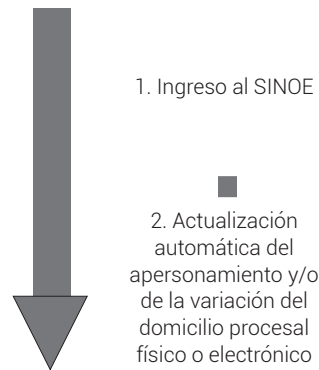 1. Ingreso al SINOE
2. Actualización
automática del
apersonamiento y/o
de la variación del
domicilio procesal
físico o electrónico